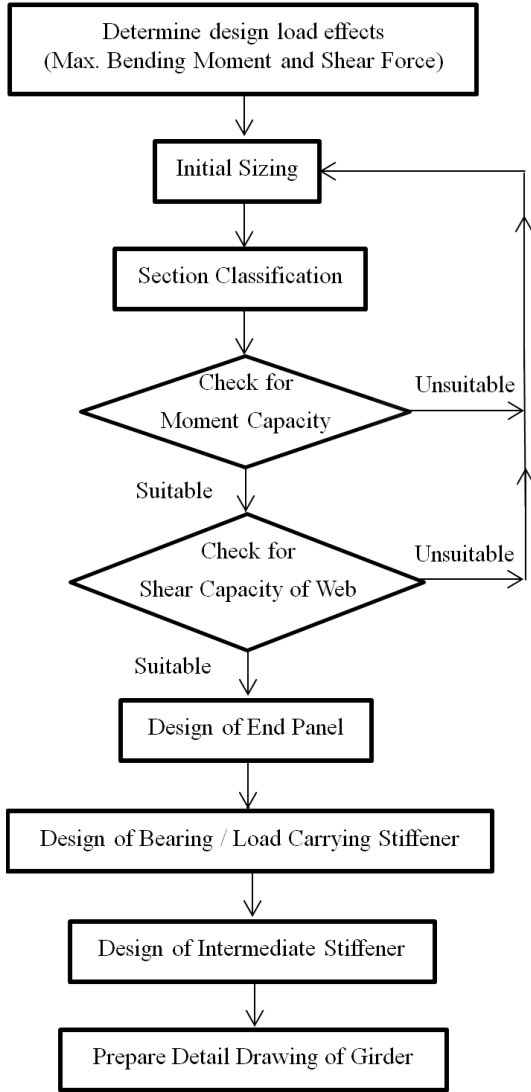 Determine design load effects
(Max. Bending Moment and Shear Force)
Initial Sizing
Section Classification
Check for
Moment Capacity
Unsuitable
Suitable
Check for
Shear Capacity of Web
Unsuitable
Suitable
Design of End Panel
Design of Bearing / Load Carrying Stiffener
Design of Intermediate Stiffener
Prepare Detail Drawing of Girder